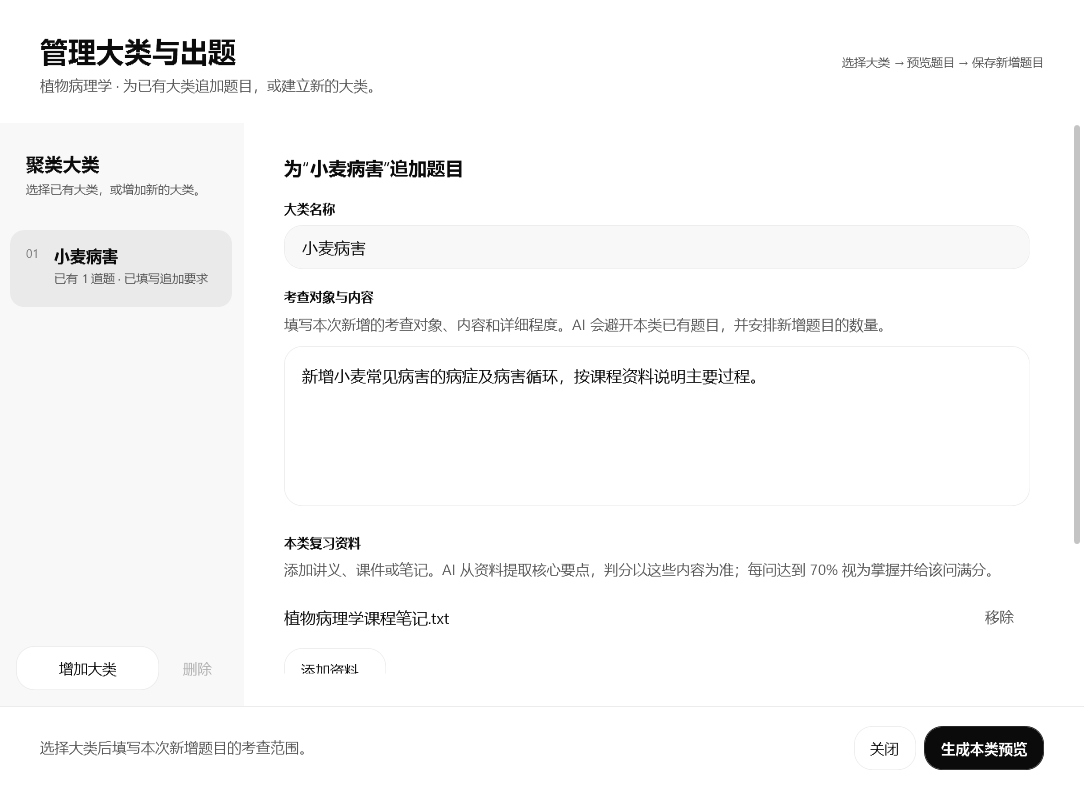 管理大类与出题
植物病理学 · 为已有大类追加题目，或建立新的大类。
选择大类 → 预览题目 → 保存新增题目
聚类大类
选择已有大类，或增加新的大类。
01 小麦病害
已有 1 道题 · 已填写追加要求
增加大类 删除
为“小麦病害”追加题目
大类名称
小麦病害
考查对象与内容
填写本次新增的考查对象、内容和详细程度。AI 会避开本类已有题目，并安排新增题目的数量。
新增小麦常见病害的病症及病害循环，按课程资料说明主要过程。
本类复习资料
添加讲义、课件或笔记。AI 从资料提取核心要点，判分以这些内容为准；每问达到 70% 视为掌握并给该问满分。
植物病理学课程笔记.txt 移除
添加资料
选择大类后填写本次新增题目的考查范围。
关闭 生成本类预览